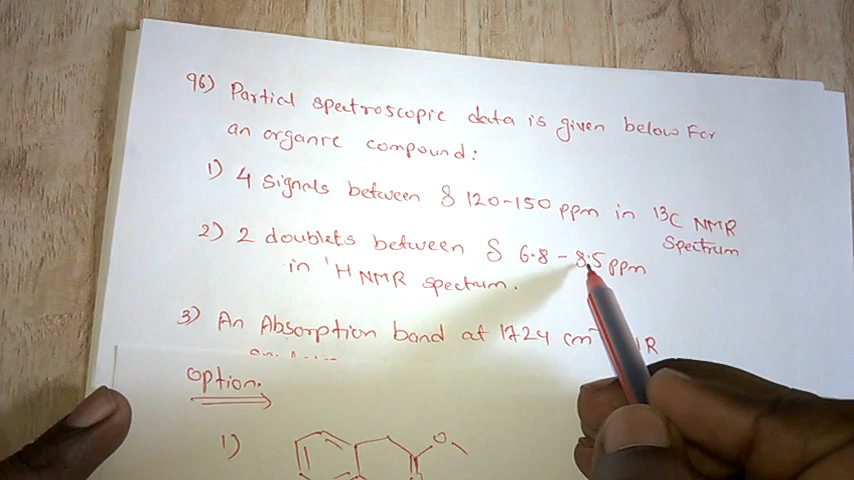 96) Partial spectroscopic data is given below For
an organic compound:
1) 4 signals between δ 120-150 ppm in 13C NMR
Spectrum
2) 2 doublets between δ 6.8 - 8.5 ppm
in 1H NMR spectrum.
3) An Absorption band at 1724 cm- IR
option.
1)
O